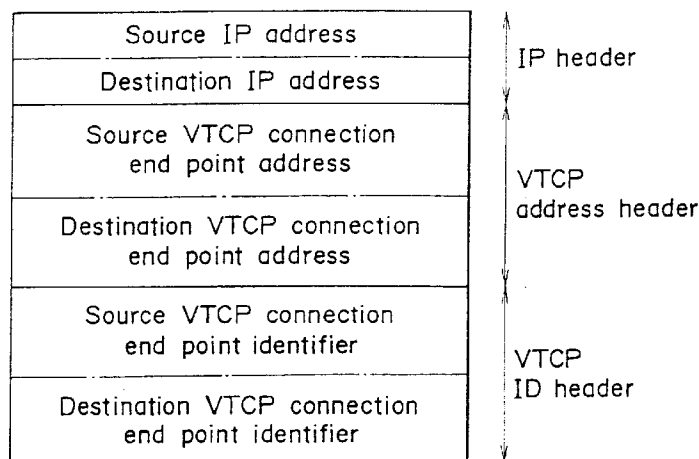 Source IP address
Destination IP address
IP header
Source VTCP connection
end point address
Destination VTCP connection
end point address
VTCP
address header
Source VTCP connection
end point identifier
Destination VTCP connection
end point identifier
VTCP
ID header